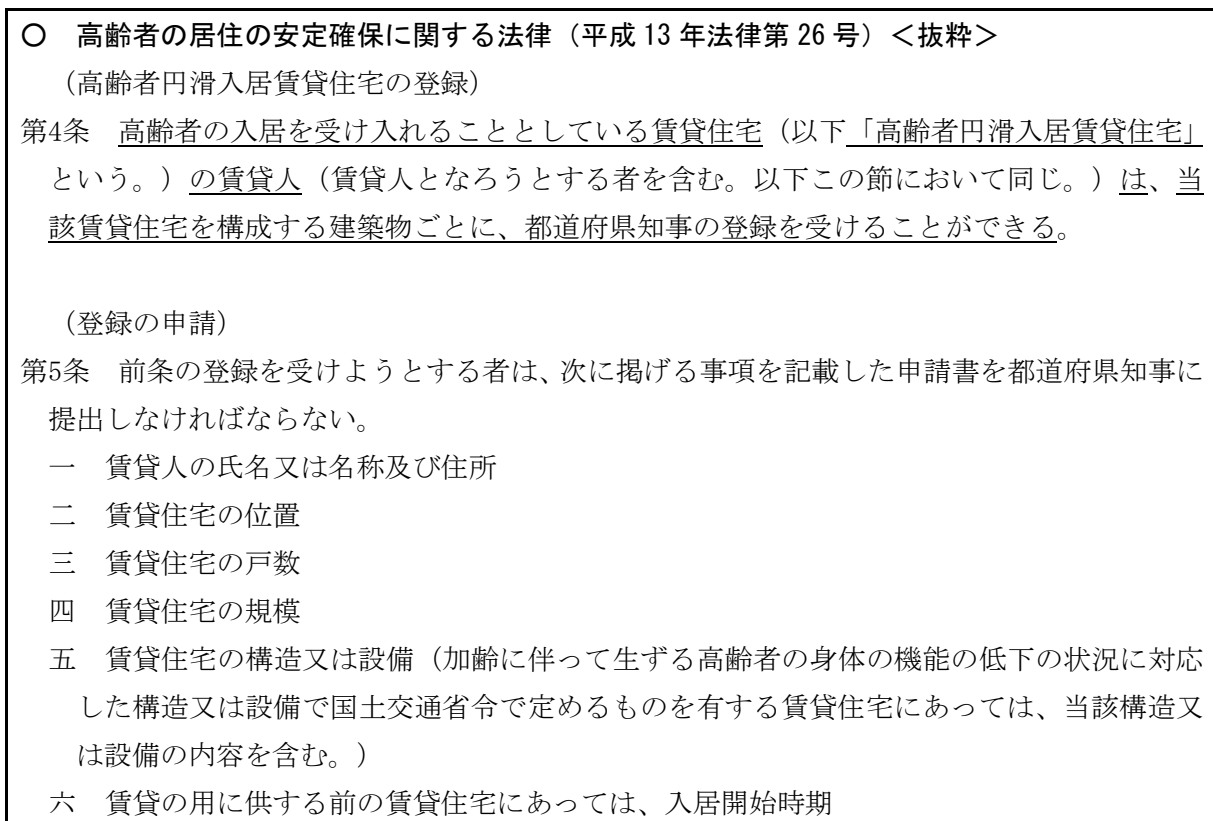 ○　高齢者の居住の安定確保に関する法律（平成 13 年法律第 26 号）＜抜粋＞
（高齢者円滑入居賃貸住宅の登録）
第4条　高齢者の入居を受け入れることとしている賃貸住宅（以下「高齢者円滑入居賃貸住宅」
という。）の賃貸人（賃貸人となろうとする者を含む。以下この節において同じ。）は、当
該賃貸住宅を構成する建築物ごとに、都道府県知事の登録を受けることができる。
（登録の申請）
第5条　前条の登録を受けようとする者は、次に掲げる事項を記載した申請書を都道府県知事に
提出しなければならない。
一　賃貸人の氏名又は名称及び住所
二　賃貸住宅の位置
三　賃貸住宅の戸数
四　賃貸住宅の規模
五　賃貸住宅の構造又は設備（加齢に伴って生ずる高齢者の身体の機能の低下の状況に対応
した構造又は設備で国土交通省令で定めるものを有する賃貸住宅にあっては、当該構造又
は設備の内容を含む。）
六　賃貸の用に供する前の賃貸住宅にあっては、入居開始時期